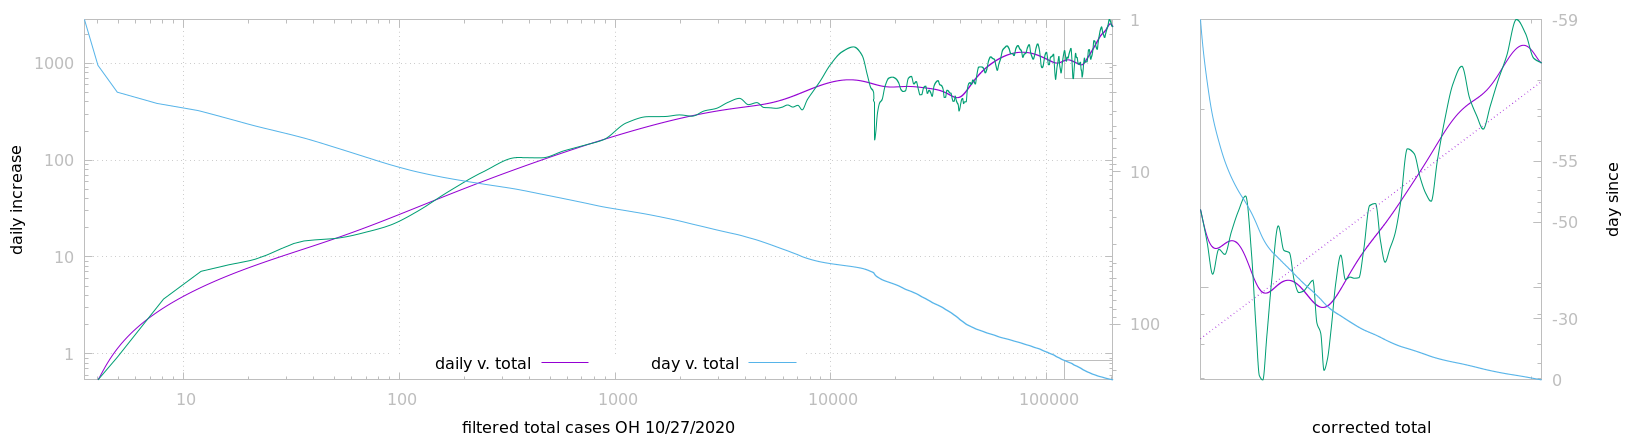 1000
100
10
1
daily increase
10
100
1000
10000
100000
filtered total cases OH 10/27/2020
daily v. total
day v. total
1
10
100
-59
-55
-50
-30
0
day since
corrected total